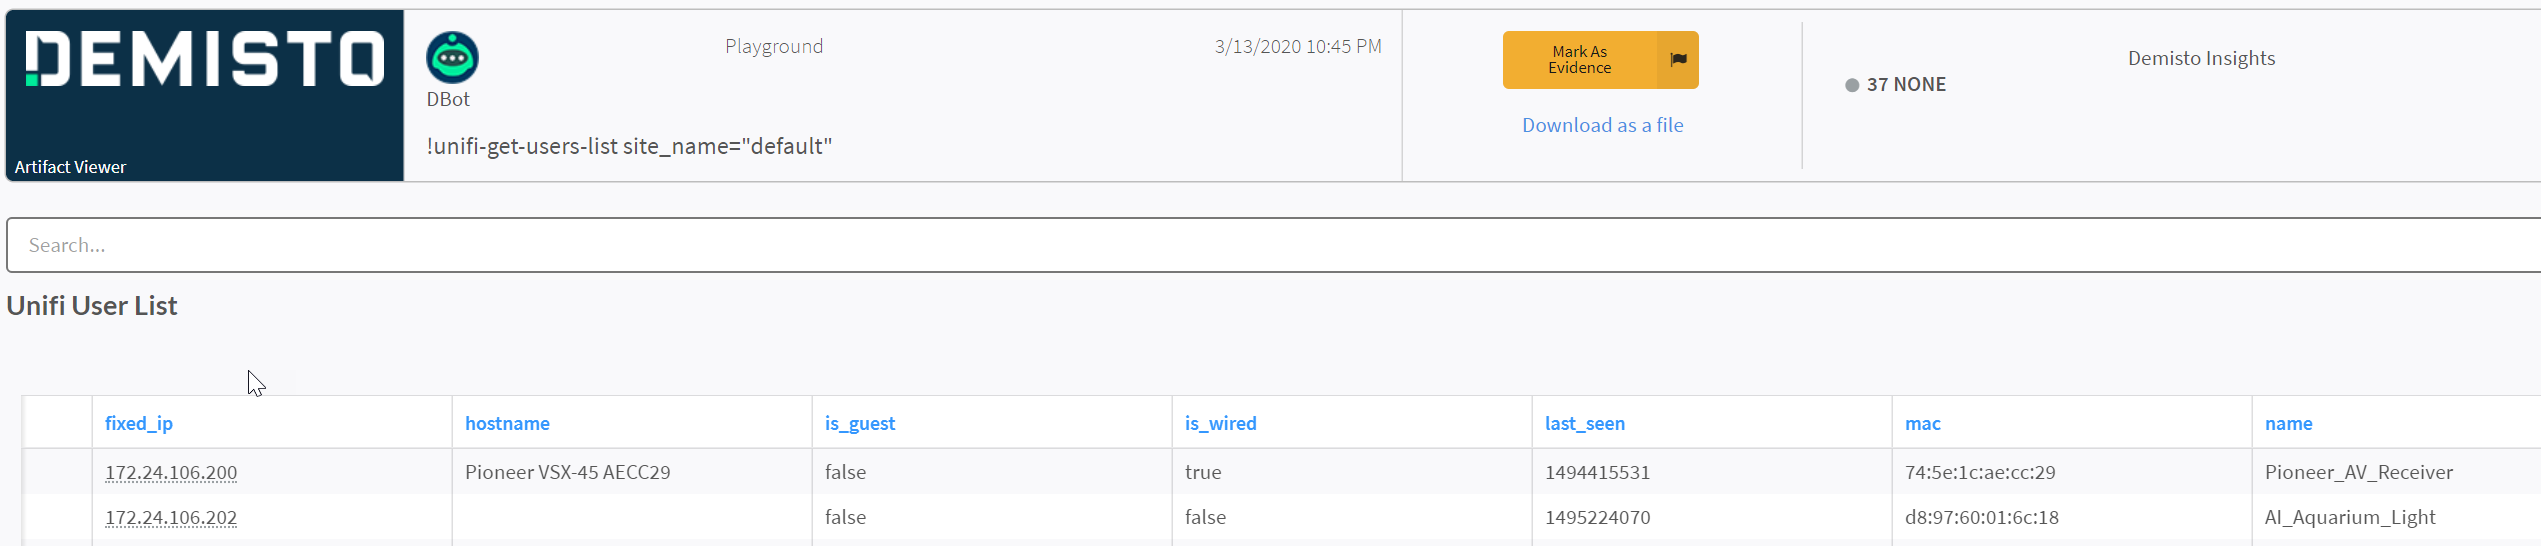 DEMISTO
Artifact Viewer
DBot
Playground
3/13/2020 10:45 PM
!unifi-get-users-list site_name="default"
Mark As
Evidence
Download as a file
Demisto Insights
37 NONE
Search...
Unifi User List
fixed_ip hostname is_guest is_wired last_seen mac name
172.24.106.200 Pioneer VSX-45 AECC29 false true 1494415531 74:5e:1c:ae:cc:29 Pioneer_AV_Receiver
172.24.106.202 false false 1495224070 d8:97:60:01:6c:18 AI_Aquarium_Light